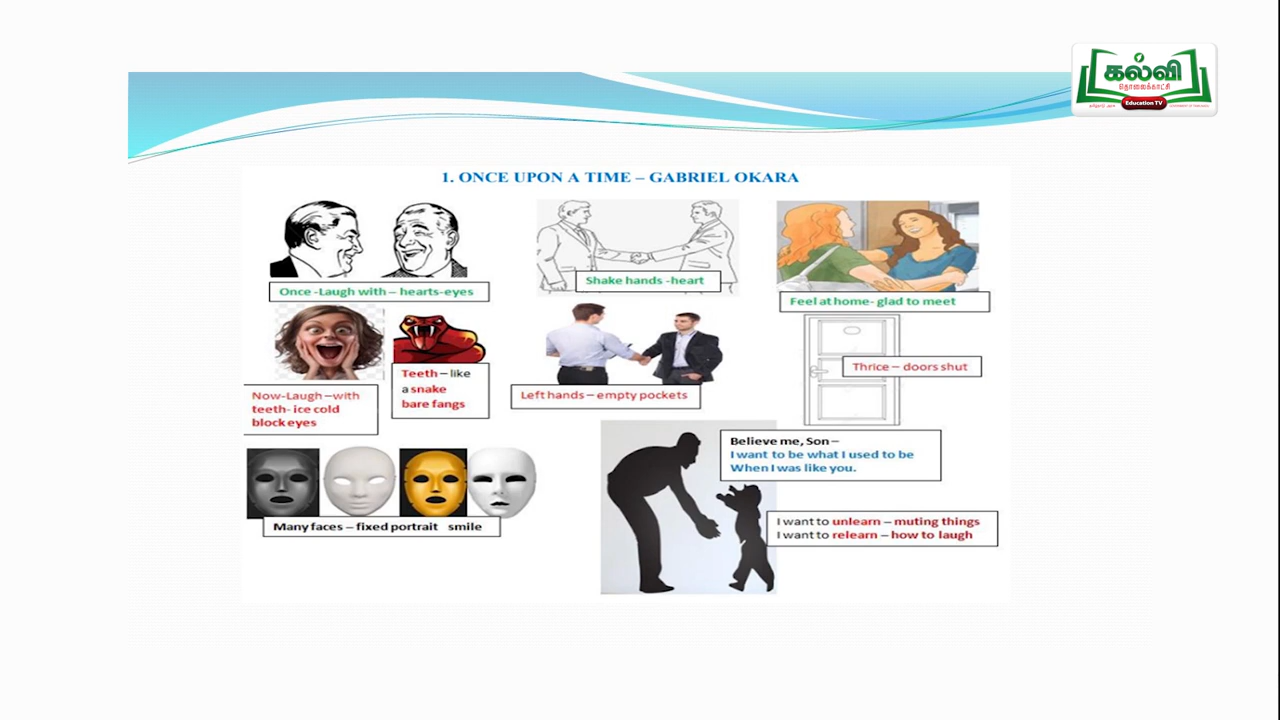 கல்வி
தொலைக்காட்சி
Education TV
1. ONCE UPON A TIME – GABRIEL OKARA
Once -Laugh with – hearts-eyes
Shake hands -heart
Feel at home- glad to meet
Now-Laugh –with
teeth- ice cold
block eyes
Teeth – like
a snake
bare fangs
Left hands – empty pockets
Thrice – doors shut
Many faces – fixed portrait smile
Believe me, Son –
I want to be what I used to be
When I was like you.
I want to unlearn – muting things
I want to relearn – how to laugh